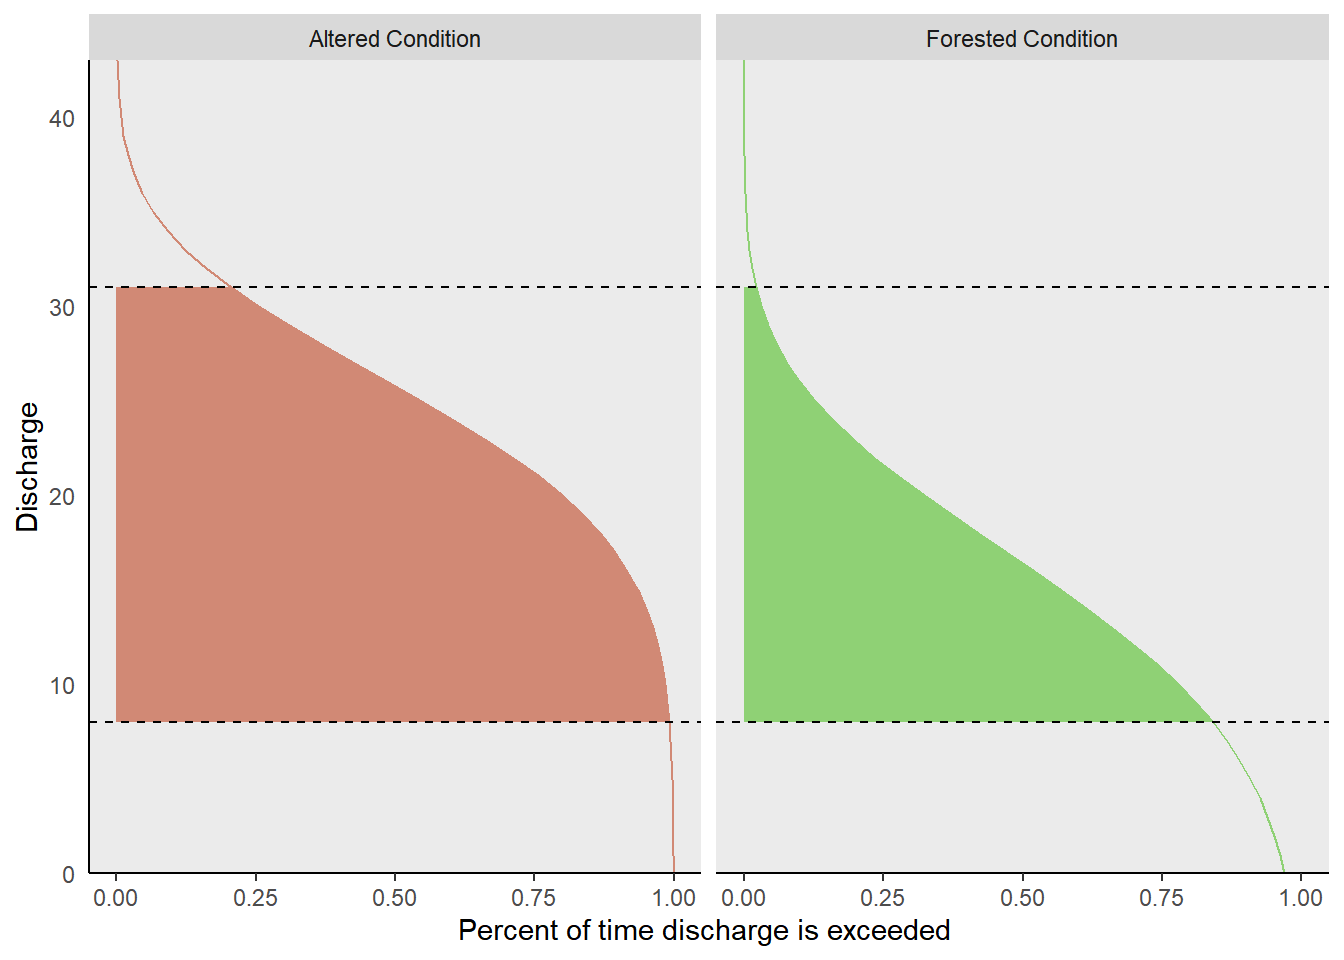 Altered Condition
Forested Condition
Discharge
40
30
20
10
0
0.00 0.25 0.50 0.75 1.00
0.00 0.25 0.50 0.75 1.00
Percent of time discharge is exceeded